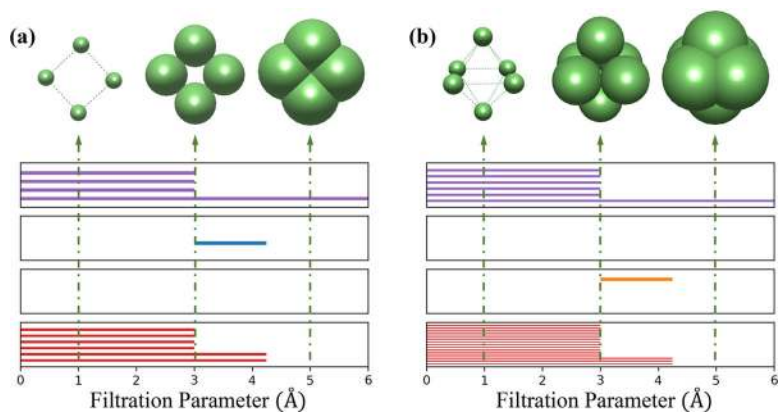 (a)
(b)
0 1 2 3 4 5 6
Filtration Parameter (Å)
0 1 2 3 4 5 6
Filtration Parameter (Å)